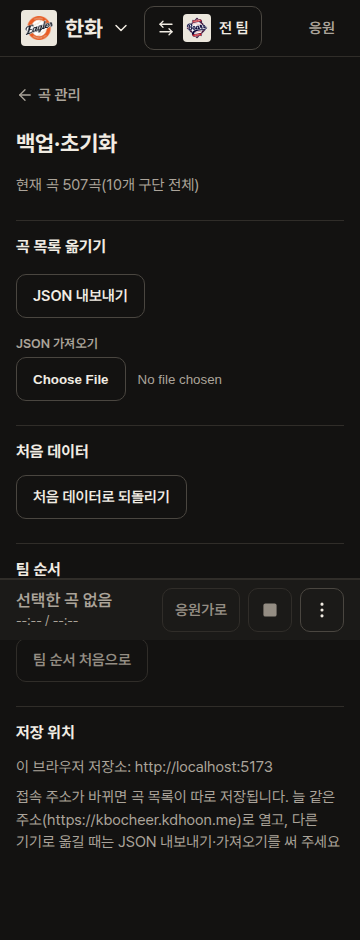 Eagles 한화 전 팀 응원
← 곡 관리
백업·초기화
현재 곡 507곡(10개 구단 전체)
곡 목록 옮기기
JSON 내보내기
JSON 가져오기
Choose File No file chosen
처음 데이터
처음 데이터로 되돌리기
팀 순서
선택한 곡 없음
--:-- / --:--
응원가로
팀 순서 처음으로
저장 위치
이 브라우저 저장소: http://localhost:5173
접속 주소가 바뀌면 곡 목록이 따로 저장됩니다. 늘 같은
주소(https://kbocheer.kdhoon.me)로 열고, 다른
기기로 옮길 때는 JSON 내보내기·가져오기를 써 주세요